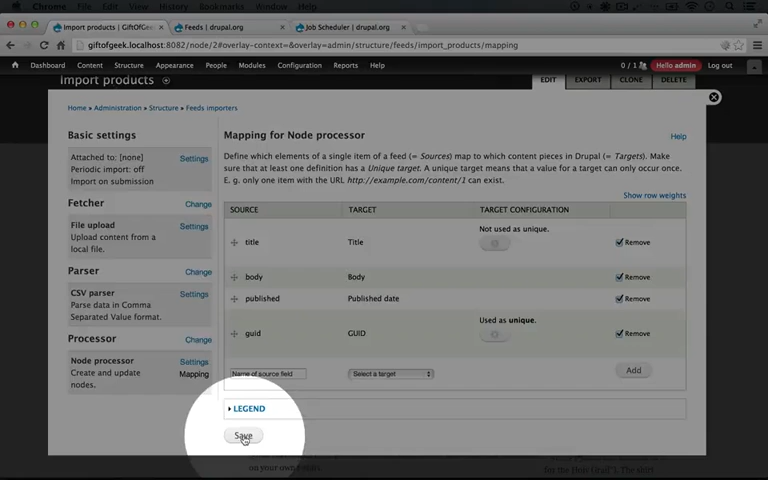 Chrome File Edit View History Bookmarks Window Help
Import products | GiftOfGe × Feeds | drupal.org × Job Scheduler | drupal.org ×
giftofgeek.localhost:8082/node/2#overlay-context=&overlay=admin/structure/feeds/import_products/mapping
Dashboard Content Structure Appearance People Modules Configuration Reports Help 0 / 1 Hello admin Log out
Import products EDIT EXPORT CLONE DELETE
Home » Administration » Structure » Feeds importers
Basic settings
Attached to: [none] Settings
Periodic import: off
Import on submission
Fetcher Change
File upload Settings
Upload content from a
local file.
Parser Change
CSV parser Settings
Parse data in Comma
Separated Value format.
Processor Change
Node processor Settings
Create and update Mapping
nodes.
Mapping for Node processor
Help
Define which elements of a single item of a feed (= Sources) map to which content pieces in Drupal (= Targets). Make
sure that at least one definition has a Unique target. A unique target means that a value for a target can only occur once.
E. g. only one item with the URL http://example.com/content/1 can exist.
Show row weights
SOURCE TARGET TARGET CONFIGURATION
Not used as unique.
title Title Remove
body Body Remove
published Published date Remove
Used as unique.
guid GUID Remove
Name of source field Select a target Add
LEGEND
Save
for the Holy Grail"! The shirt